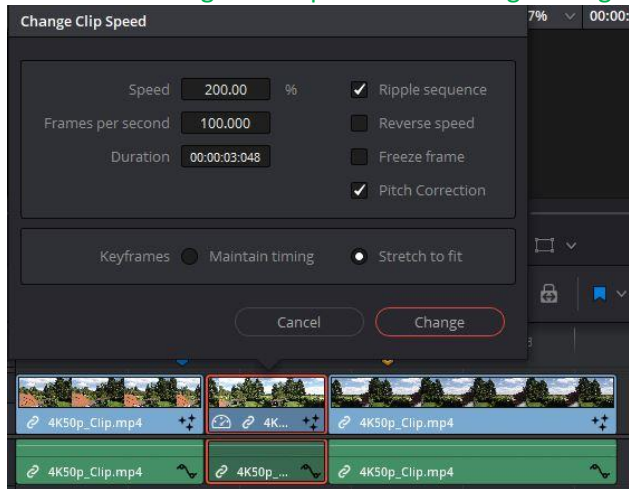 Change Clip Speed
7% 00:00:
Speed 200.00 % Ripple sequence
Frames per second 100.000 Reverse speed
Duration 00:00:03:048 Freeze frame
Pitch Correction
Keyframes Maintain timing Stretch to fit
Cancel Change
4K50p_Clip.mp4 4K... 4K50p_Clip.mp4
4K50p_Clip.mp4 4K50p_... 4K50p_Clip.mp4